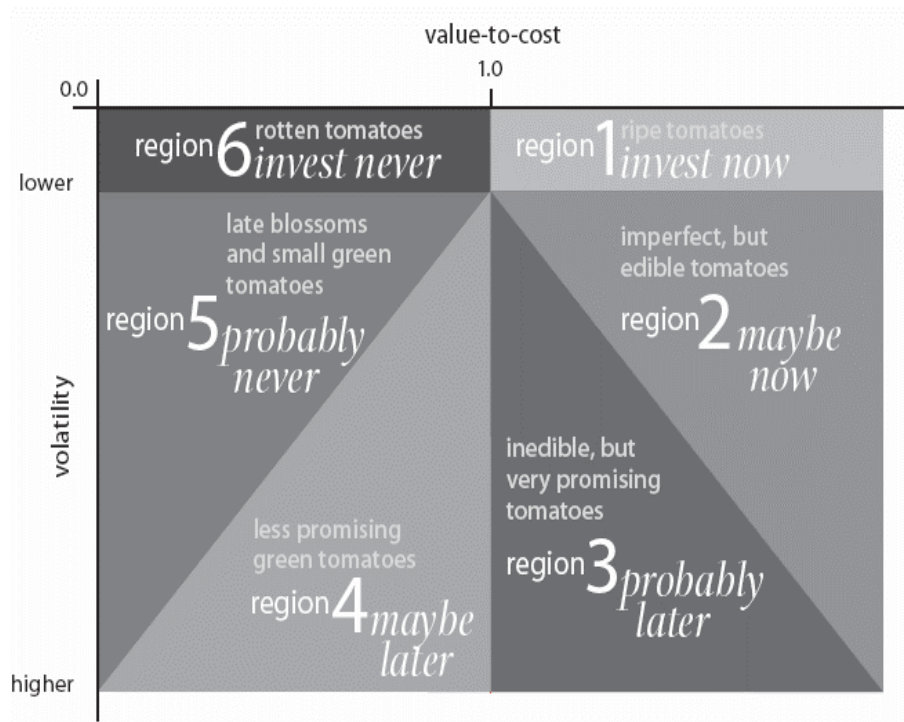 value-to-cost
0.0
1.0
region 6 rotten tomatoes
invest never
region 1 ripe tomatoes
invest now
lower
late blossoms
and small green
tomatoes
region 5 probably
never
imperfect, but
edible tomatoes
region 2 maybe
now
volatility
inedible, but
very promising
tomatoes
region 3 probably
later
less promising
green tomatoes
region 4 maybe
later
higher